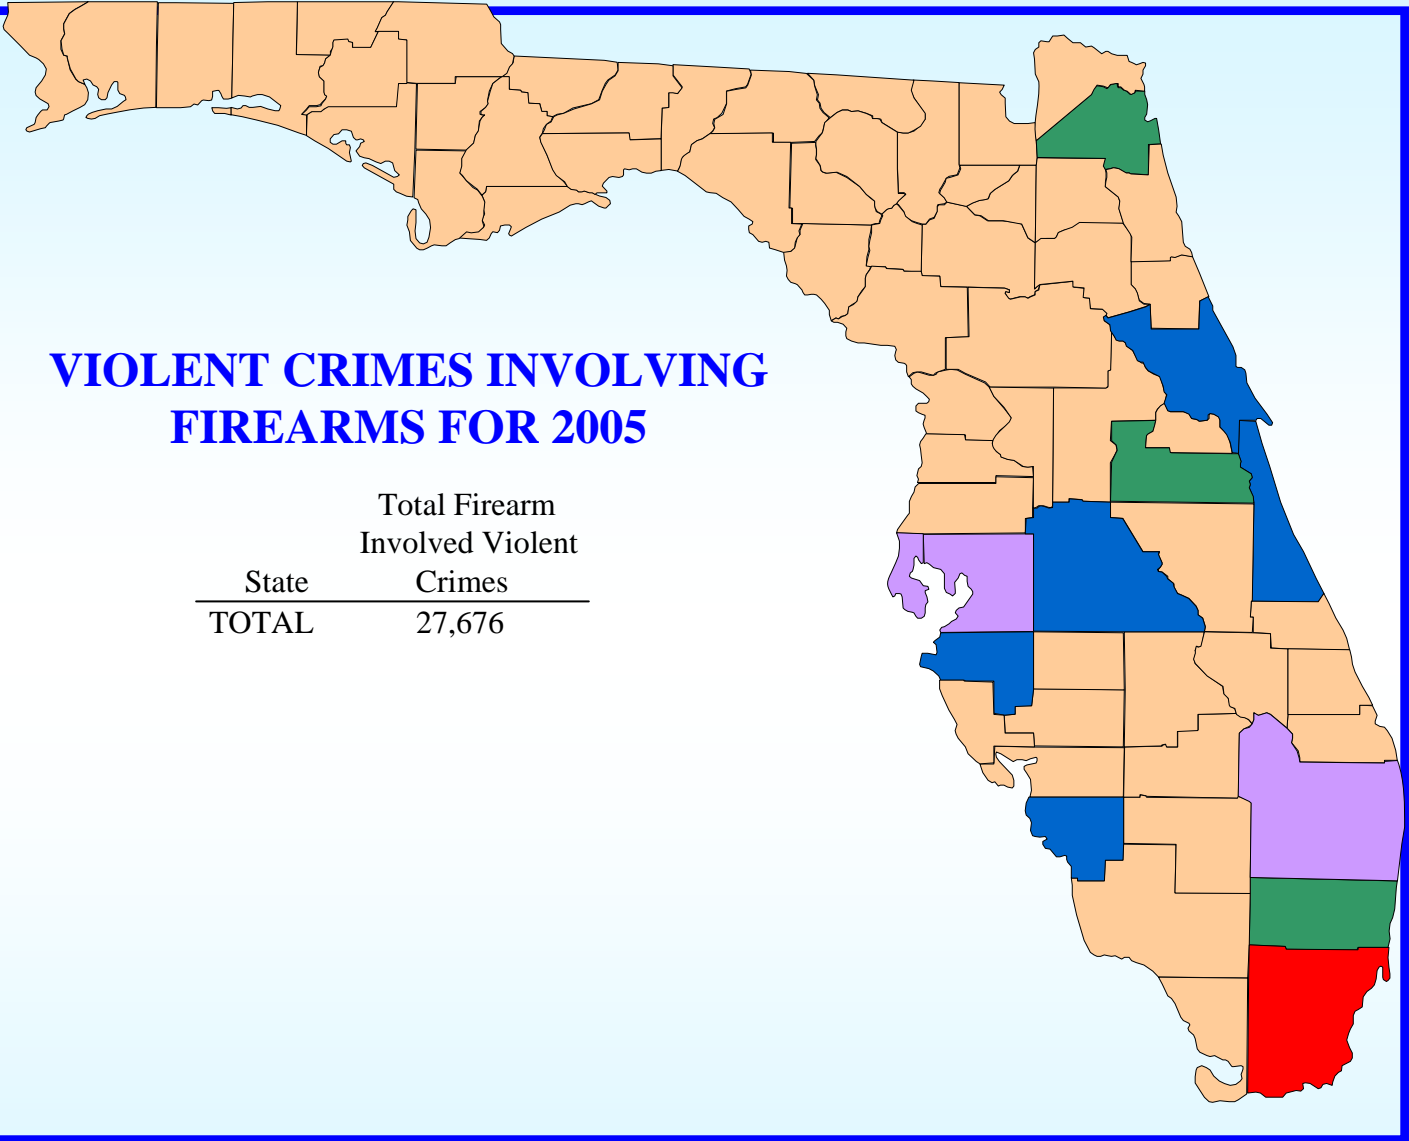 VIOLENT CRIMES INVOLVING
FIREARMS FOR 2005
Total Firearm
Involved Violent
State Crimes
TOTAL 27,676